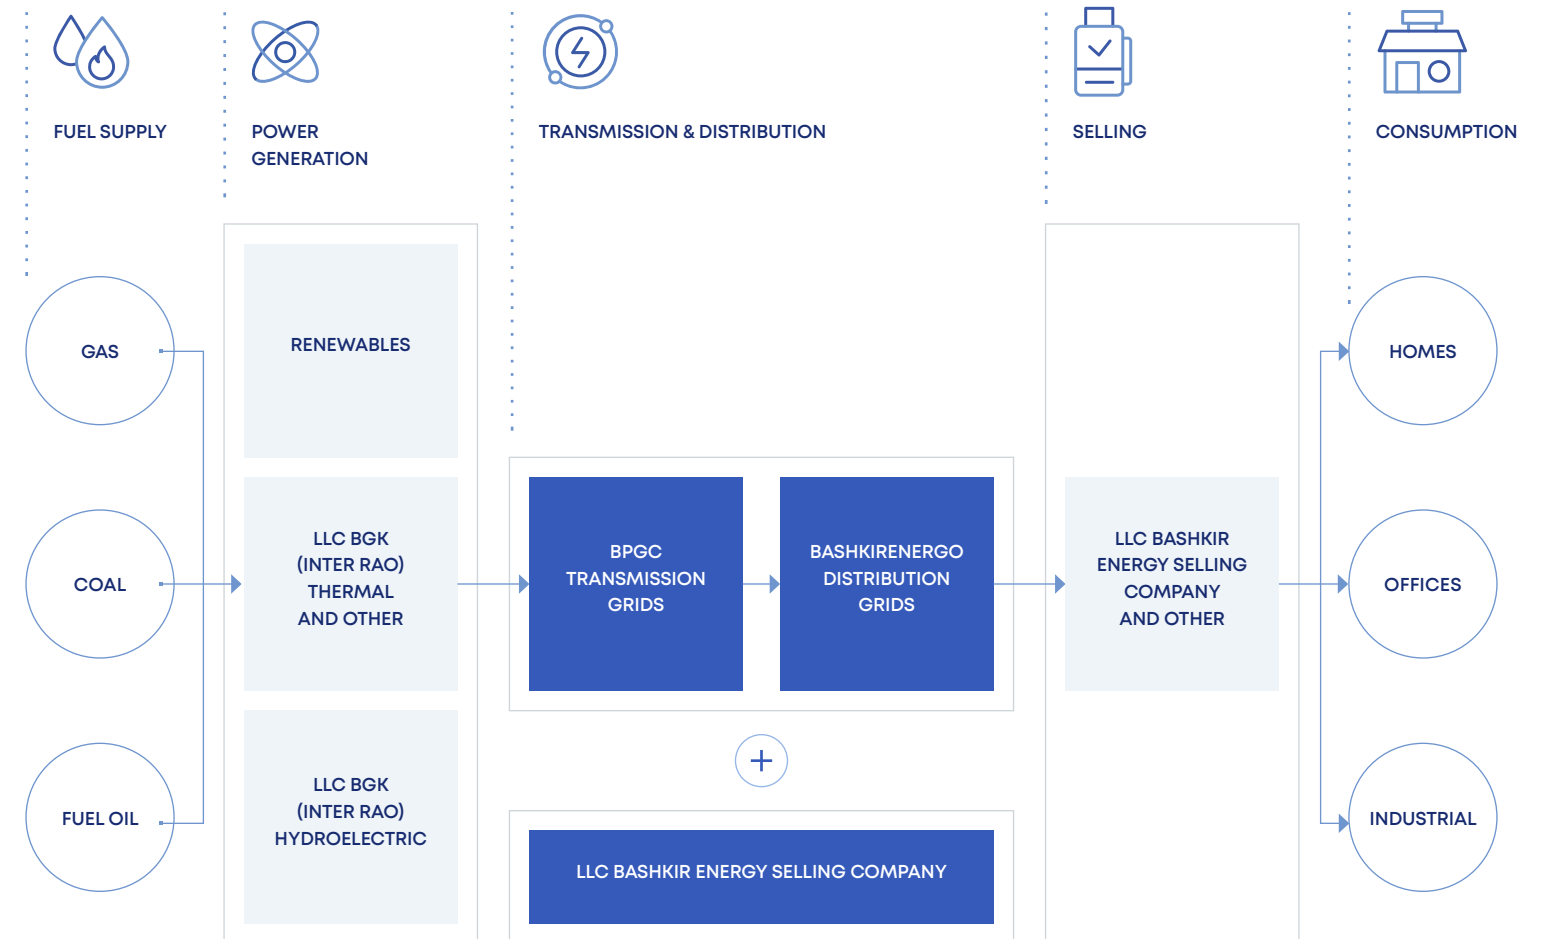 FUEL SUPPLY
POWER
GENERATION
TRANSMISSION & DISTRIBUTION
SELLING
CONSUMPTION
GAS
COAL
FUEL OIL
RENEWABLES
LLC BGK
(INTER RAO)
THERMAL
AND OTHER
LLC BGK
(INTER RAO)
HYDROELECTRIC
BPGC
TRANSMISSION
GRIDS
BASHKIRENERGO
DISTRIBUTION
GRIDS
+
LLC BASHKIR ENERGY SELLING COMPANY
LLC BASHKIR
ENERGY SELLING
COMPANY
AND OTHER
HOMES
OFFICES
INDUSTRIAL